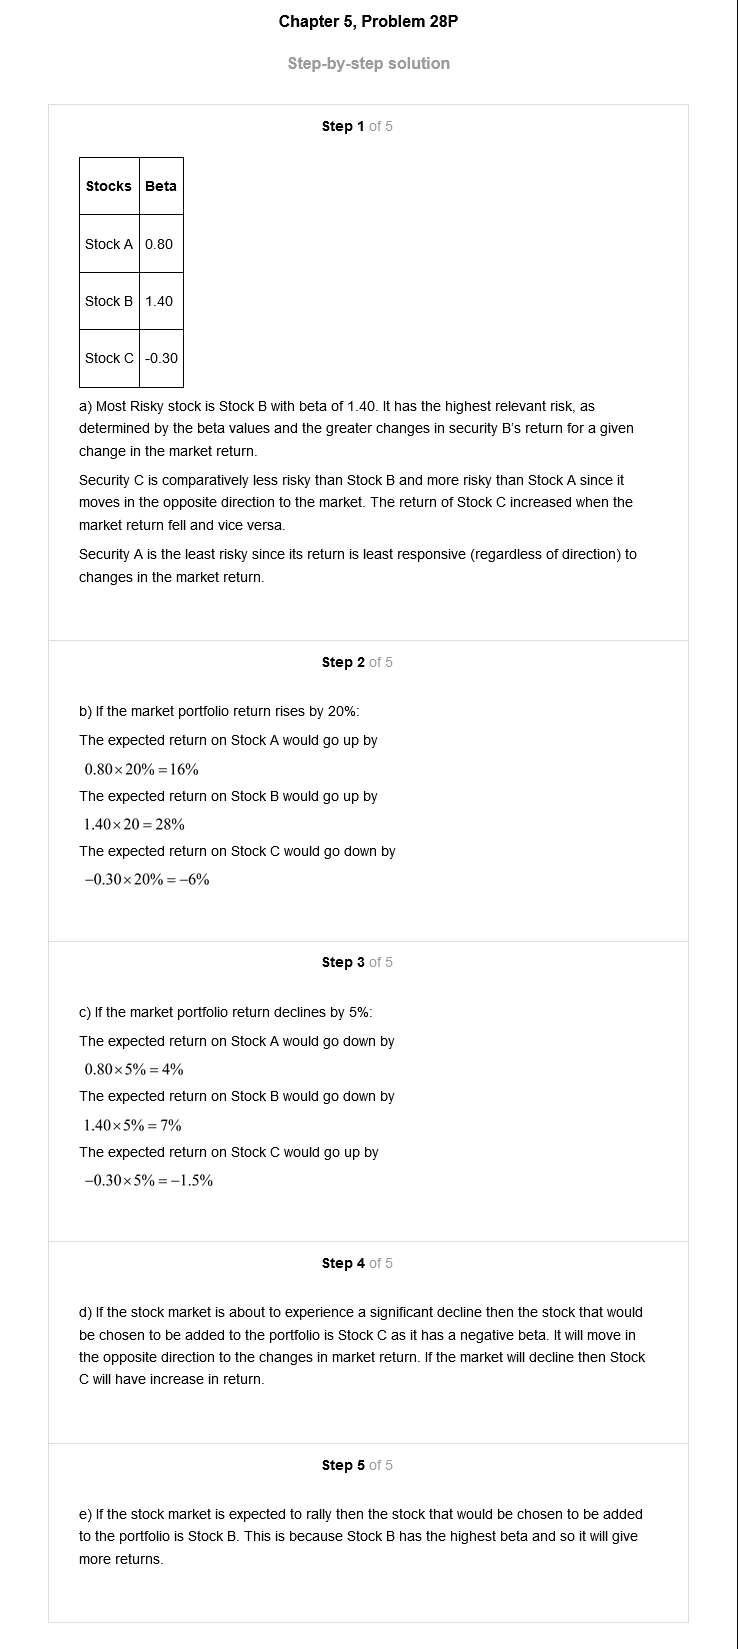 Chapter 5, Problem 28P
Step-by-step solution
Step 1 of 5
Stocks Beta
Stock A 0.80
Stock B 1.40
Stock C -0.30
a) Most Risky stock is Stock B with beta of 1.40. It has the highest relevant risk, as
determined by the beta values and the greater changes in security B's return for a given
change in the market return.
Security C is comparatively less risky than Stock B and more risky than Stock A since it
moves in the opposite direction to the market. The return of Stock C increased when the
market return fell and vice versa.
Security A is the least risky since its return is least responsive (regardless of direction) to
changes in the market return.
Step 2 of 5
b) If the market portfolio return rises by 20%:
The expected return on Stock A would go up by
0.80×20% = 16%
The expected return on Stock B would go up by
1.40×20 = 28%
The expected return on Stock C would go down by
−0.30×20% = −6%
Step 3 of 5
c) If the market portfolio return declines by 5%:
The expected return on Stock A would go down by
0.80×5% = 4%
The expected return on Stock B would go down by
1.40×5% = 7%
The expected return on Stock C would go up by
−0.30×5% = −1.5%
Step 4 of 5
d) If the stock market is about to experience a significant decline then the stock that would
be chosen to be added to the portfolio is Stock C as it has a negative beta. It will move in
the opposite direction to the changes in market return. If the market will decline then Stock
C will have increase in return.
Step 5 of 5
e) If the stock market is expected to rally then the stock that would be chosen to be added
to the portfolio is Stock B. This is because Stock B has the highest beta and so it will give
more returns.